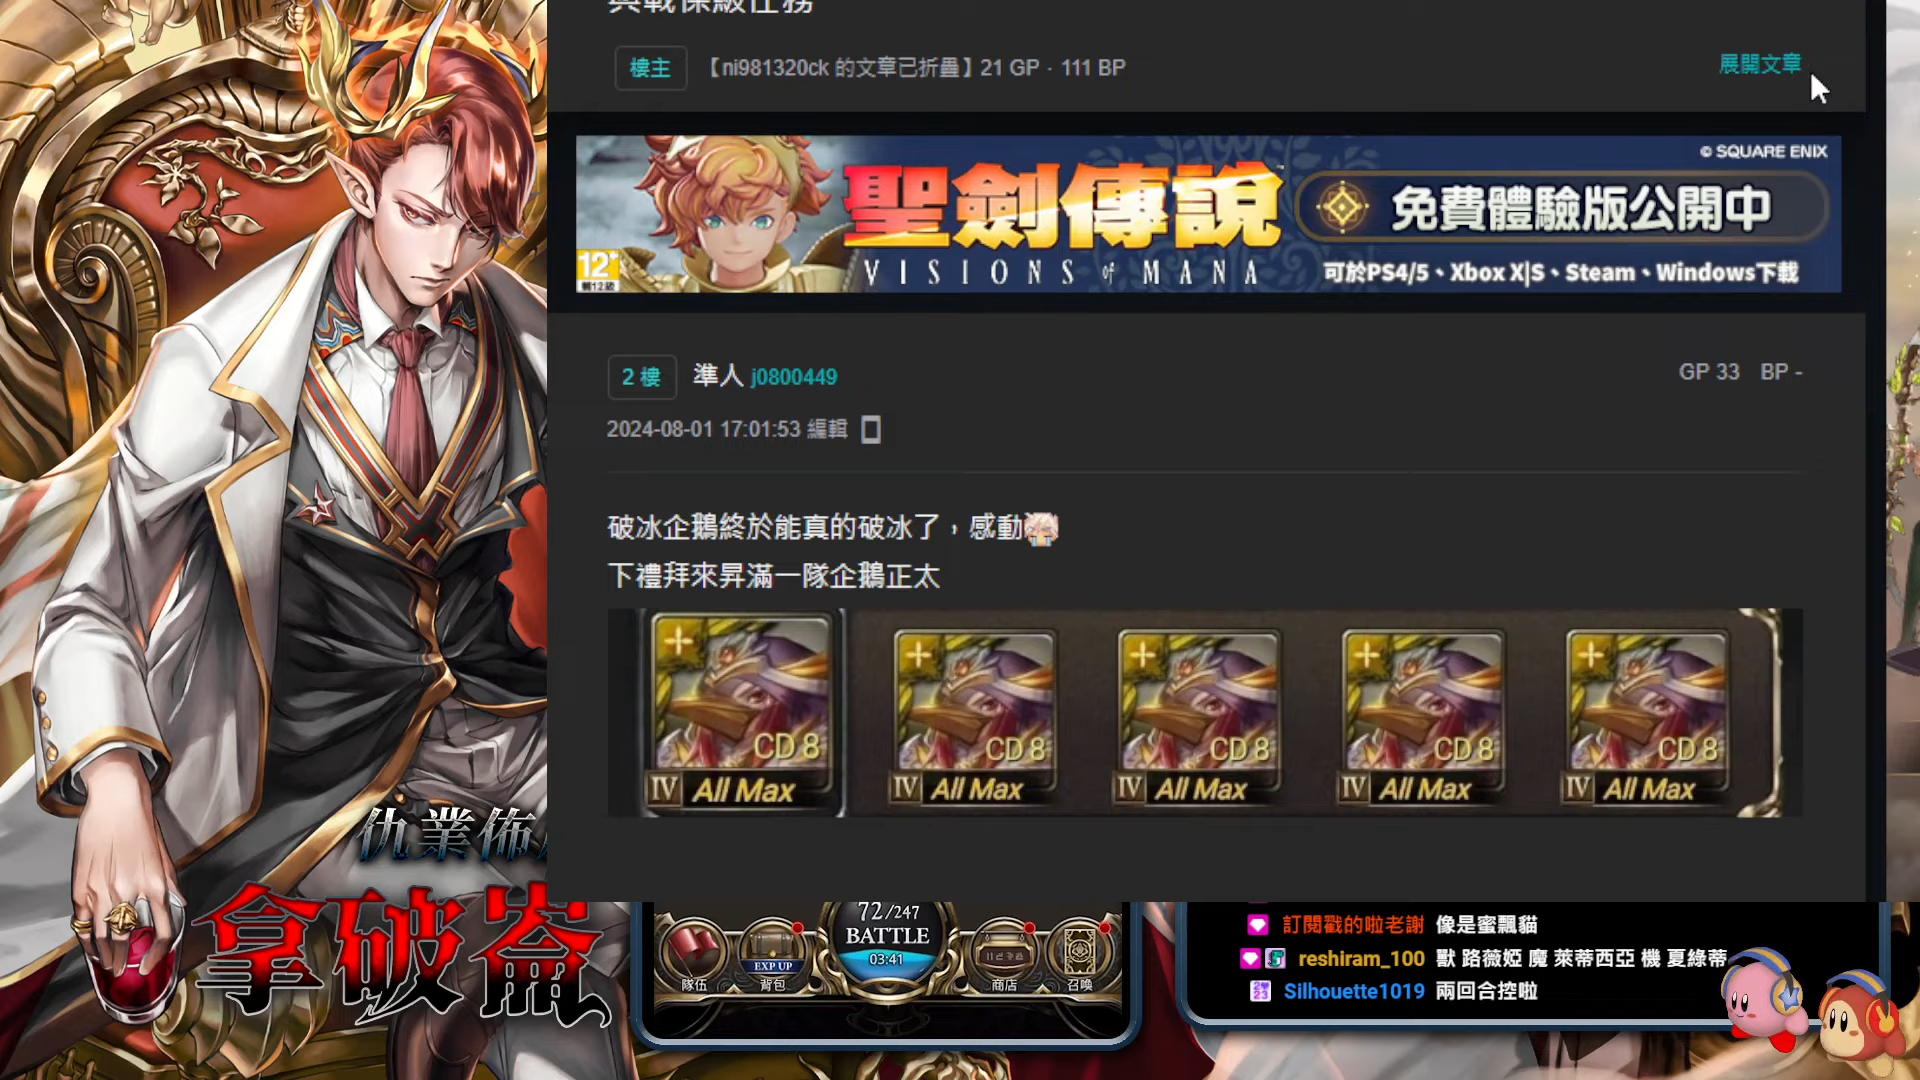 樓主 【ni981320ck 的文章已折疊】21 GP - 111 BP
展開文章
© SQUARE ENIX
聖劍傳說
VISIONS of MANA
免費體驗版公開中
可於PS4/5、Xbox X|S、Steam、Windows下載
12+
輔12級
2 樓 準人 j0800449
GP 33 BP -
2024-08-01 17:01:53 編輯
破冰企鵝終於能真的破冰了，感動
下禮拜來昇滿一隊企鵝正太
CD 8 CD 8 CD 8 CD 8 CD 8
IV All Max IV All Max IV All Max IV All Max IV All Max
仇業佈
拿破崙
72/247
BATTLE
03:41
EXP UP
隊伍 背包 商店 召喚
訂閱戳的啦老謝 像是蜜飄貓
reshiram_100 獸 路薇婭 魔 萊蒂西亞 機 夏綠蒂
Silhouette1019 兩回合控啦